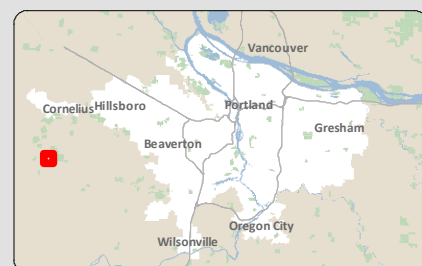 Vancouver
Cornelius Hillsboro
Portland
Gresham
Beaverton
Oregon City
Wilsonville